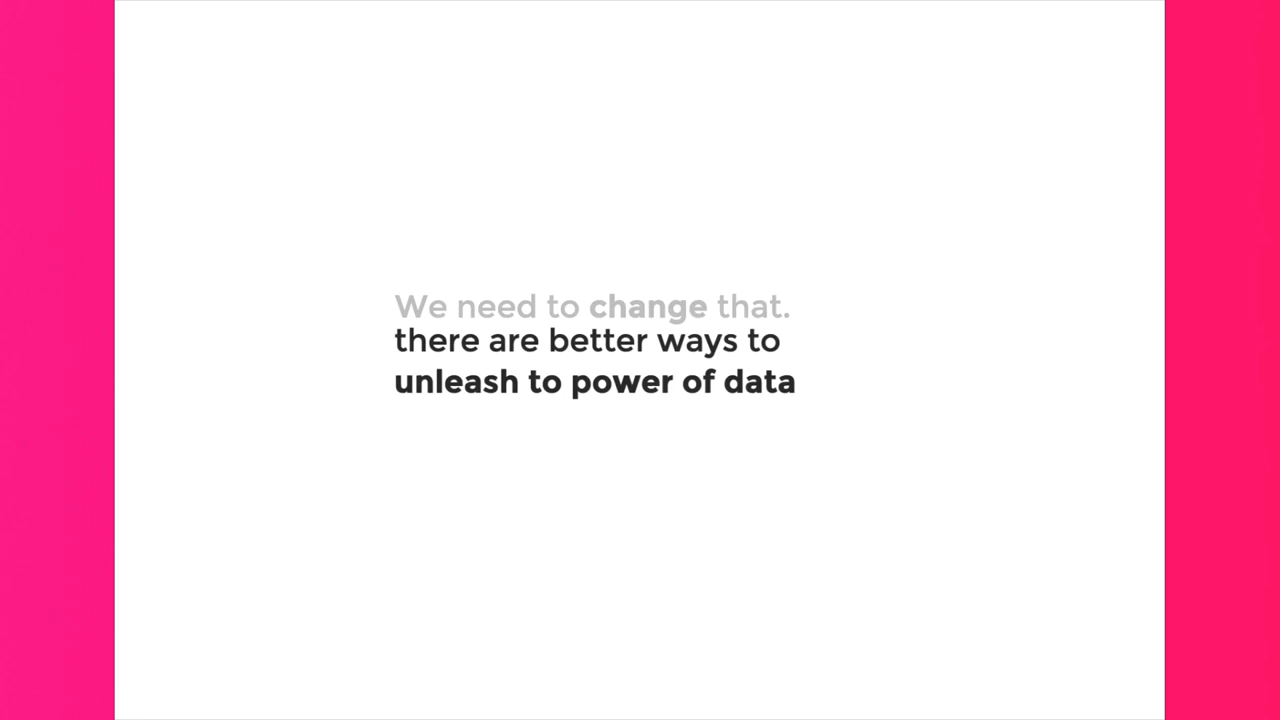 We need to change that.
there are better ways to
unleash to power of data